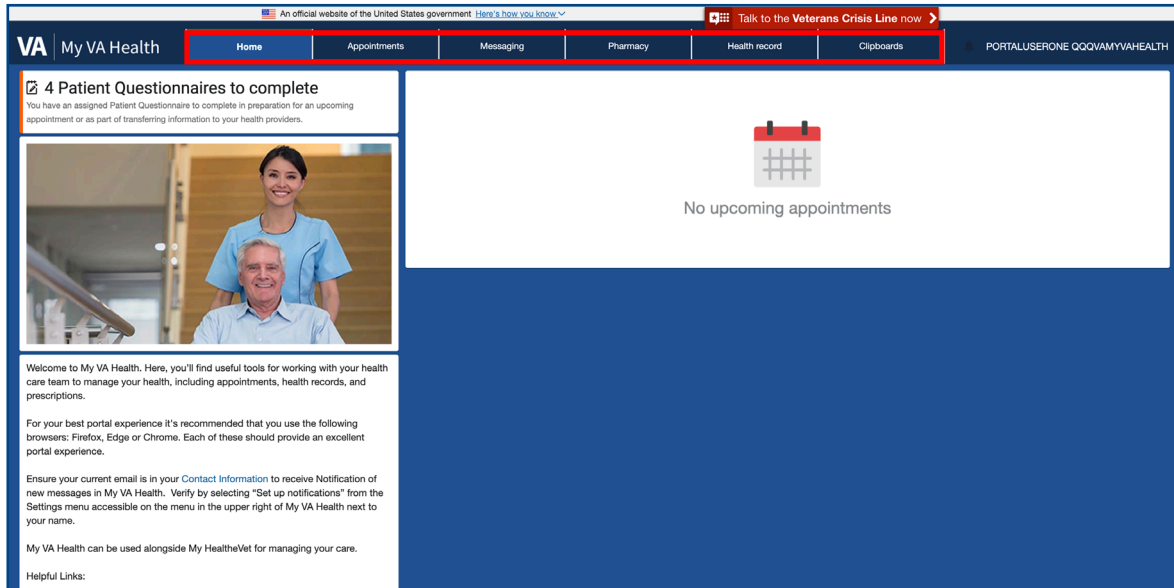 An official website of the United States government Here's how you know
Talk to the Veterans Crisis Line now
VA My VA Health
Home
Appointments
Messaging
Pharmacy
Health record
Clipboards
PORTALUSERONE QQQVAMYVAHEALTH
4 Patient Questionnaires to complete
You have an assigned Patient Questionnaire to complete in preparation for an upcoming
appointment or as part of transferring information to your health providers.
No upcoming appointments
Welcome to My VA Health. Here, you'll find useful tools for working with your health
care team to manage your health, including appointments, health records, and
prescriptions.
For your best portal experience it's recommended that you use the following
browsers: Firefox, Edge or Chrome. Each of these should provide an excellent
portal experience.
Ensure your current email is in your Contact Information to receive Notification of
new messages in My VA Health. Verify by selecting “Set up notifications” from the
Settings menu accessible on the menu in the upper right of My VA Health next to
your name.
My VA Health can be used alongside My HealtheVet for managing your care.
Helpful Links: